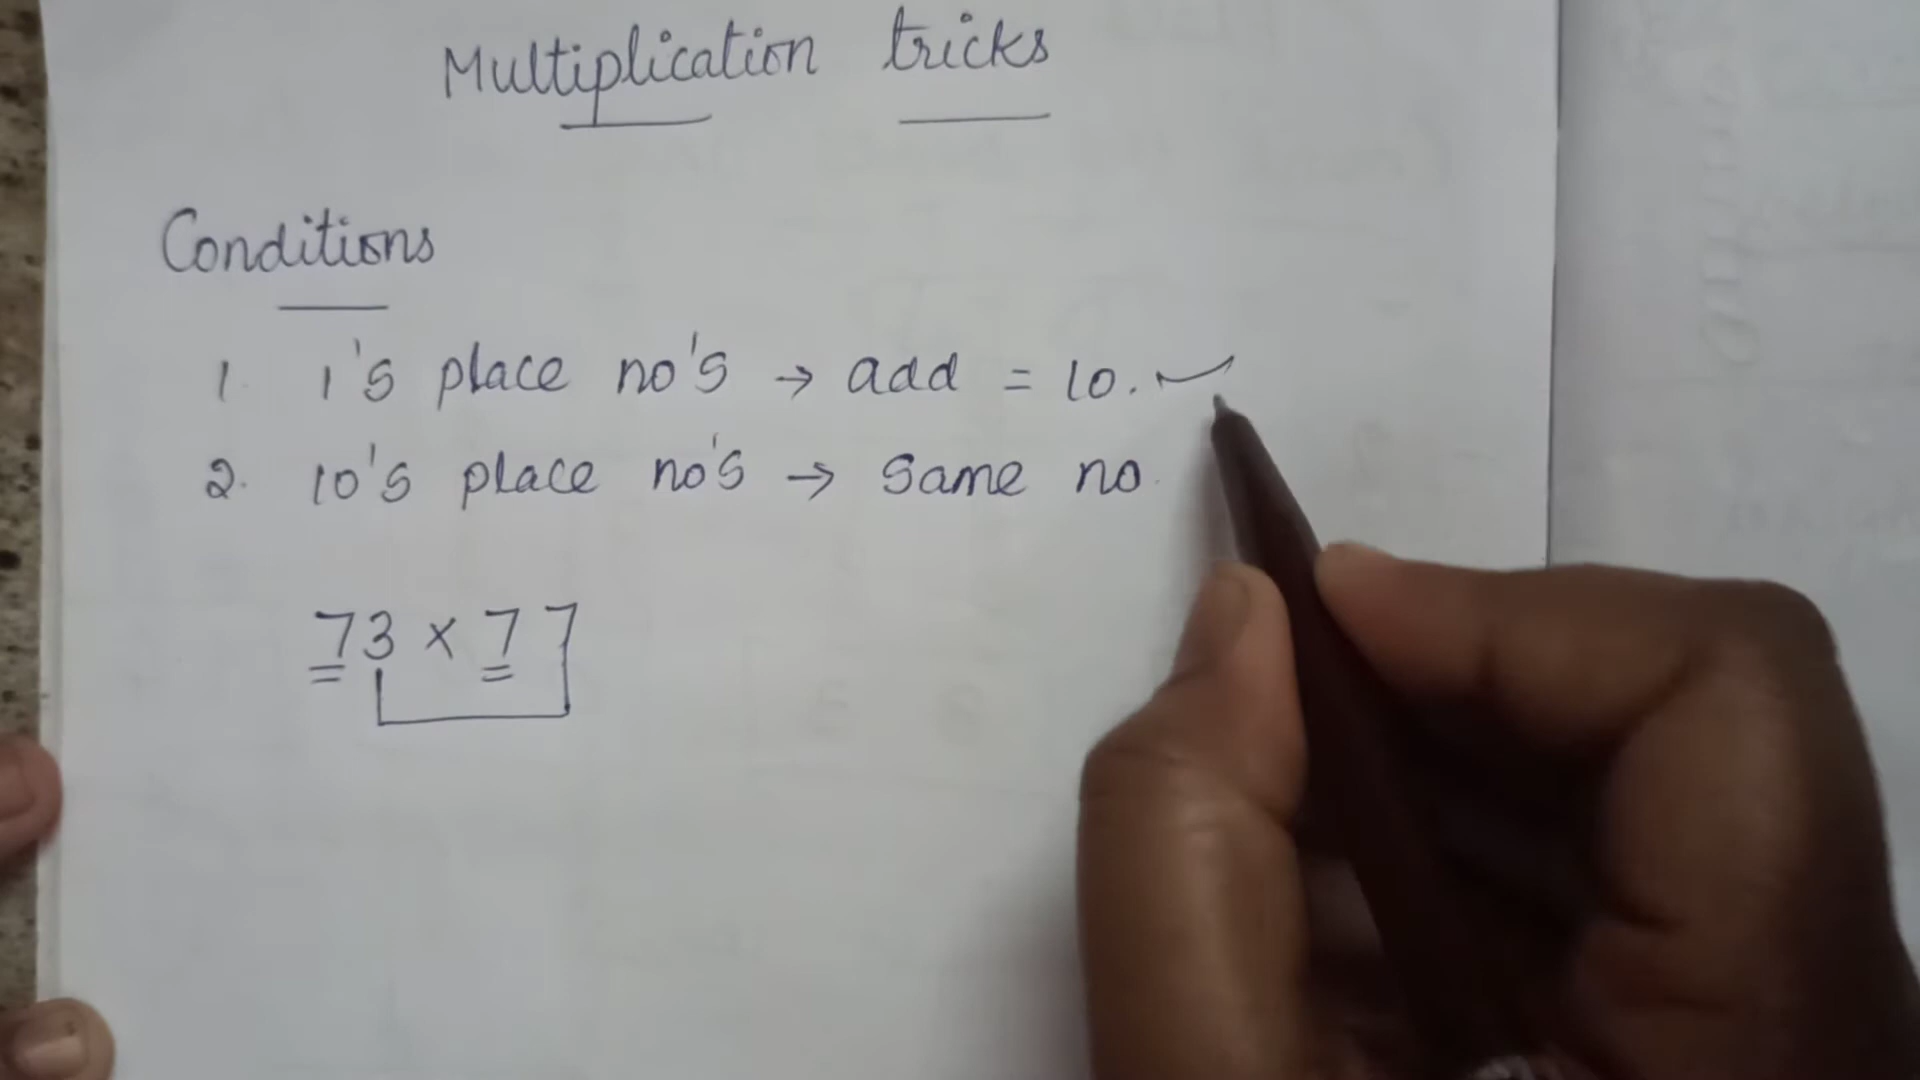 Multiplication tricks
Conditions
1. 1's place no's → add = 10. ✓
2. 10's place no's → same no.
73 × 77